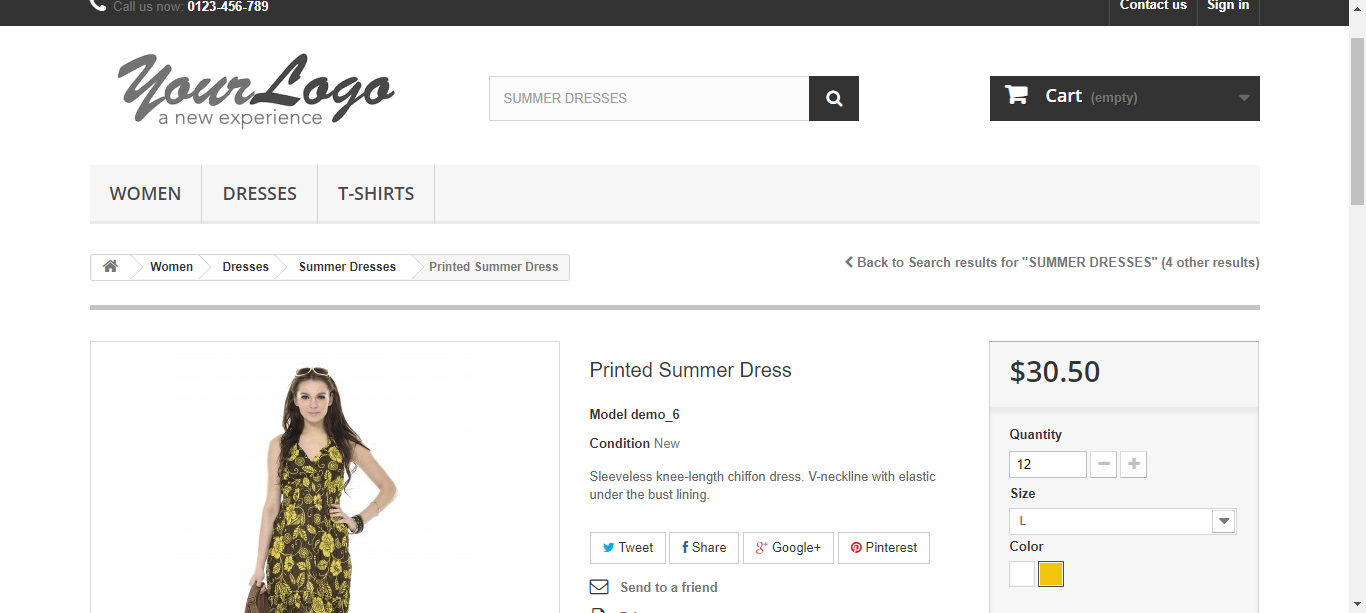 Call us now: 0123-456-789
Contact us
Sign in
YourLogo
a new experience
SUMMER DRESSES
Cart (empty)
WOMEN
DRESSES
T-SHIRTS
Women
Dresses
Summer Dresses
Printed Summer Dress
Back to Search results for "SUMMER DRESSES" (4 other results)
Printed Summer Dress
Model demo_6
Condition New
Sleeveless knee-length chiffon dress. V-neckline with elastic
under the bust lining.
Tweet
Share
Google+
Pinterest
Send to a friend
$30.50
Quantity
12
Size
L
Color